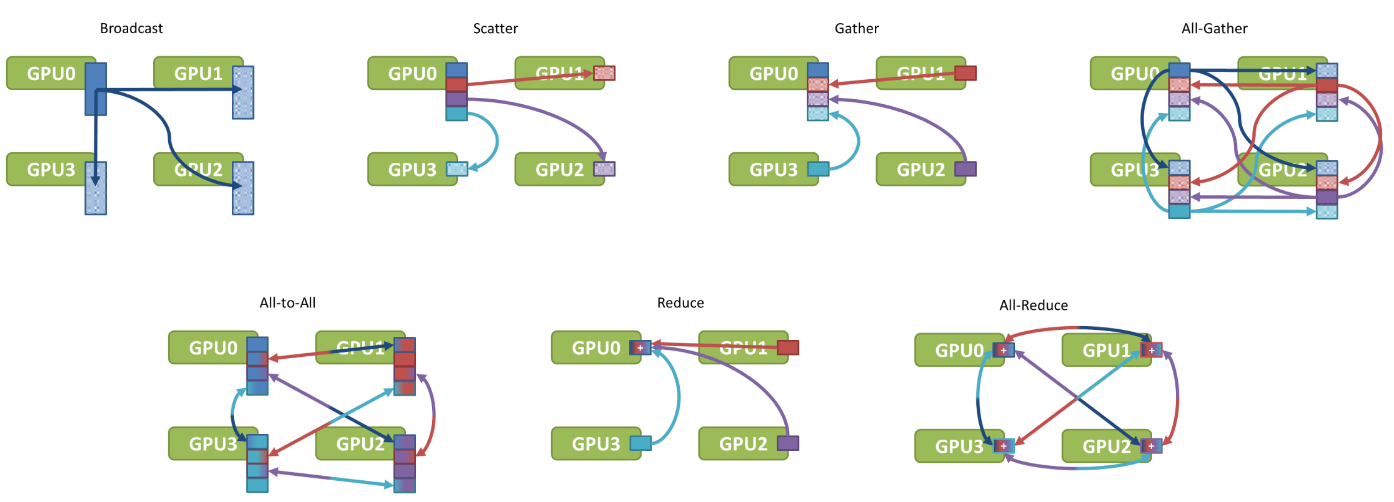 Broadcast
Scatter
Gather
All-Gather
GPU0
GPU1
GPU0
GPU1
GPU0
GPU1
GPU0
GPU1
GPU3
GPU2
GPU3
GPU2
GPU3
GPU2
GPU3
GPU2
All-to-All
Reduce
All-Reduce
GPU0
GPU1
GPU0
+
GPU1
GPU0
+
GPU1
+
GPU3
GPU2
GPU3
GPU2
GPU3
+
GPU2
+